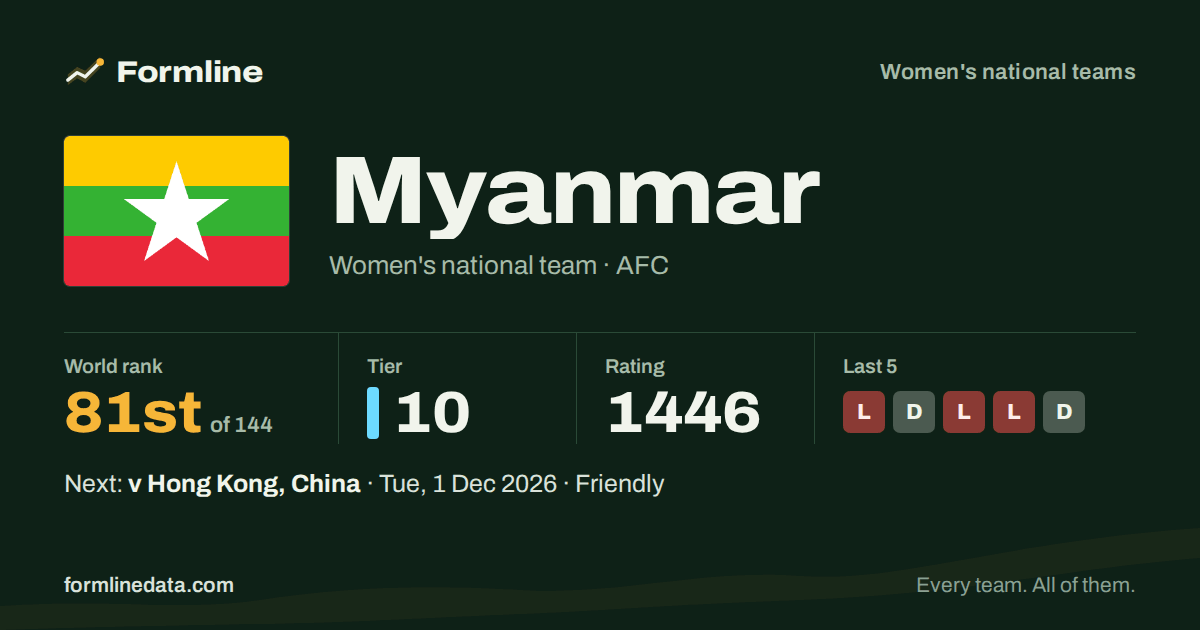 Formline
Women's national teams
Myanmar
Women's national team · AFC
World rank
81st of 144
Tier
10
Rating
1446
Last 5
L D L L D
Next: v Hong Kong, China · Tue, 1 Dec 2026 · Friendly
formlinedata.com
Every team. All of them.